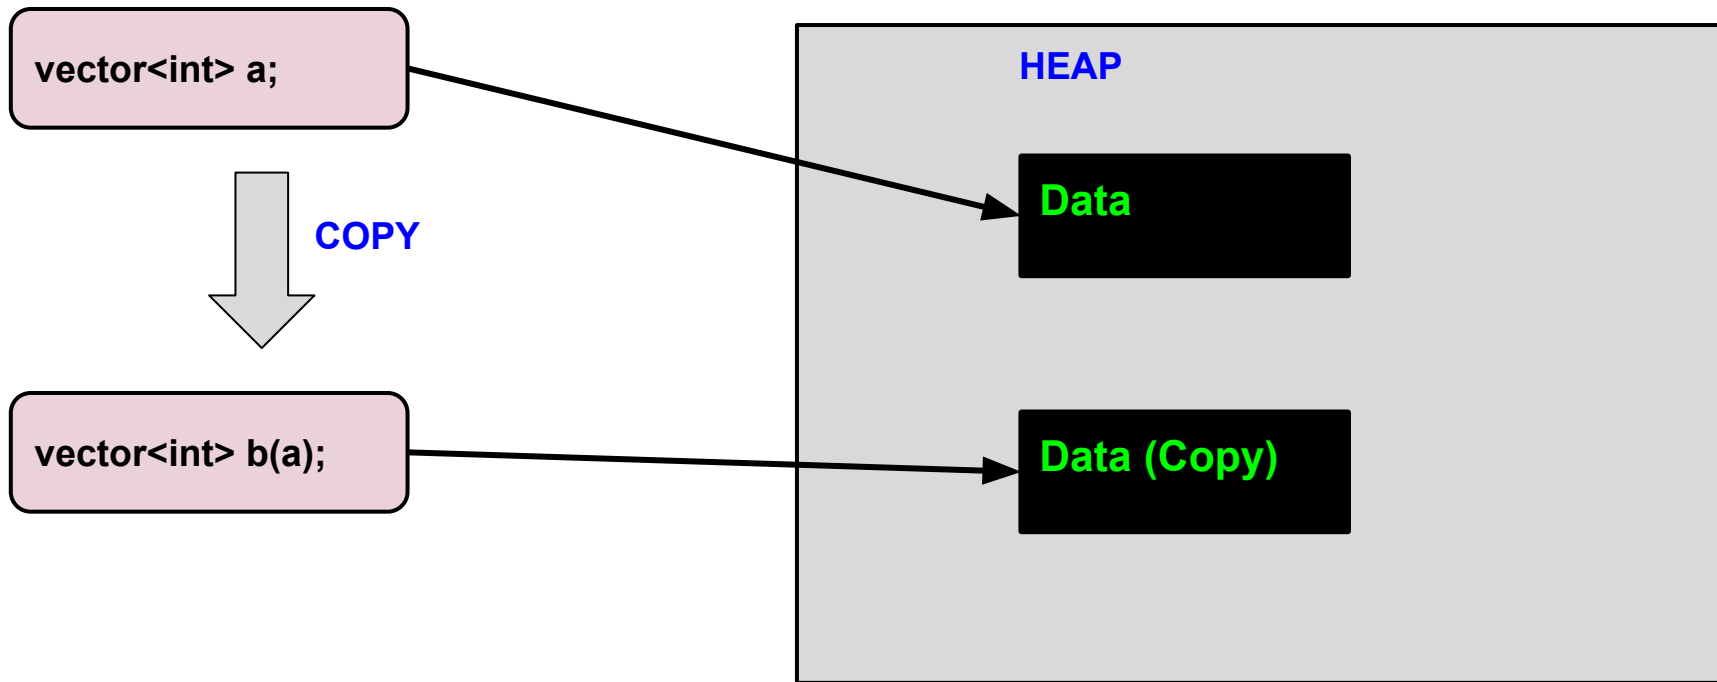 vector<int> a;
HEAP
Data
COPY
vector<int> b(a);
Data (Copy)